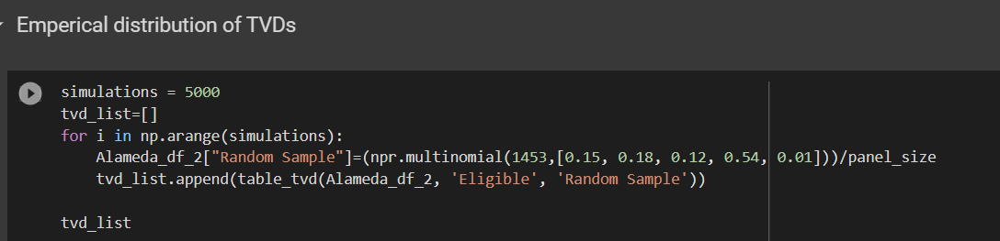 Emperical distribution of TVDs
simulations = 5000
tvd_list=[]
for i in np.arange(simulations):
    Alameda_df_2["Random Sample"]=(npr.multinomial(1453,[0.15, 0.18, 0.12, 0.54, 0.01]))/panel_size
    tvd_list.append(table_tvd(Alameda_df_2, 'Eligible', 'Random Sample'))
tvd_list